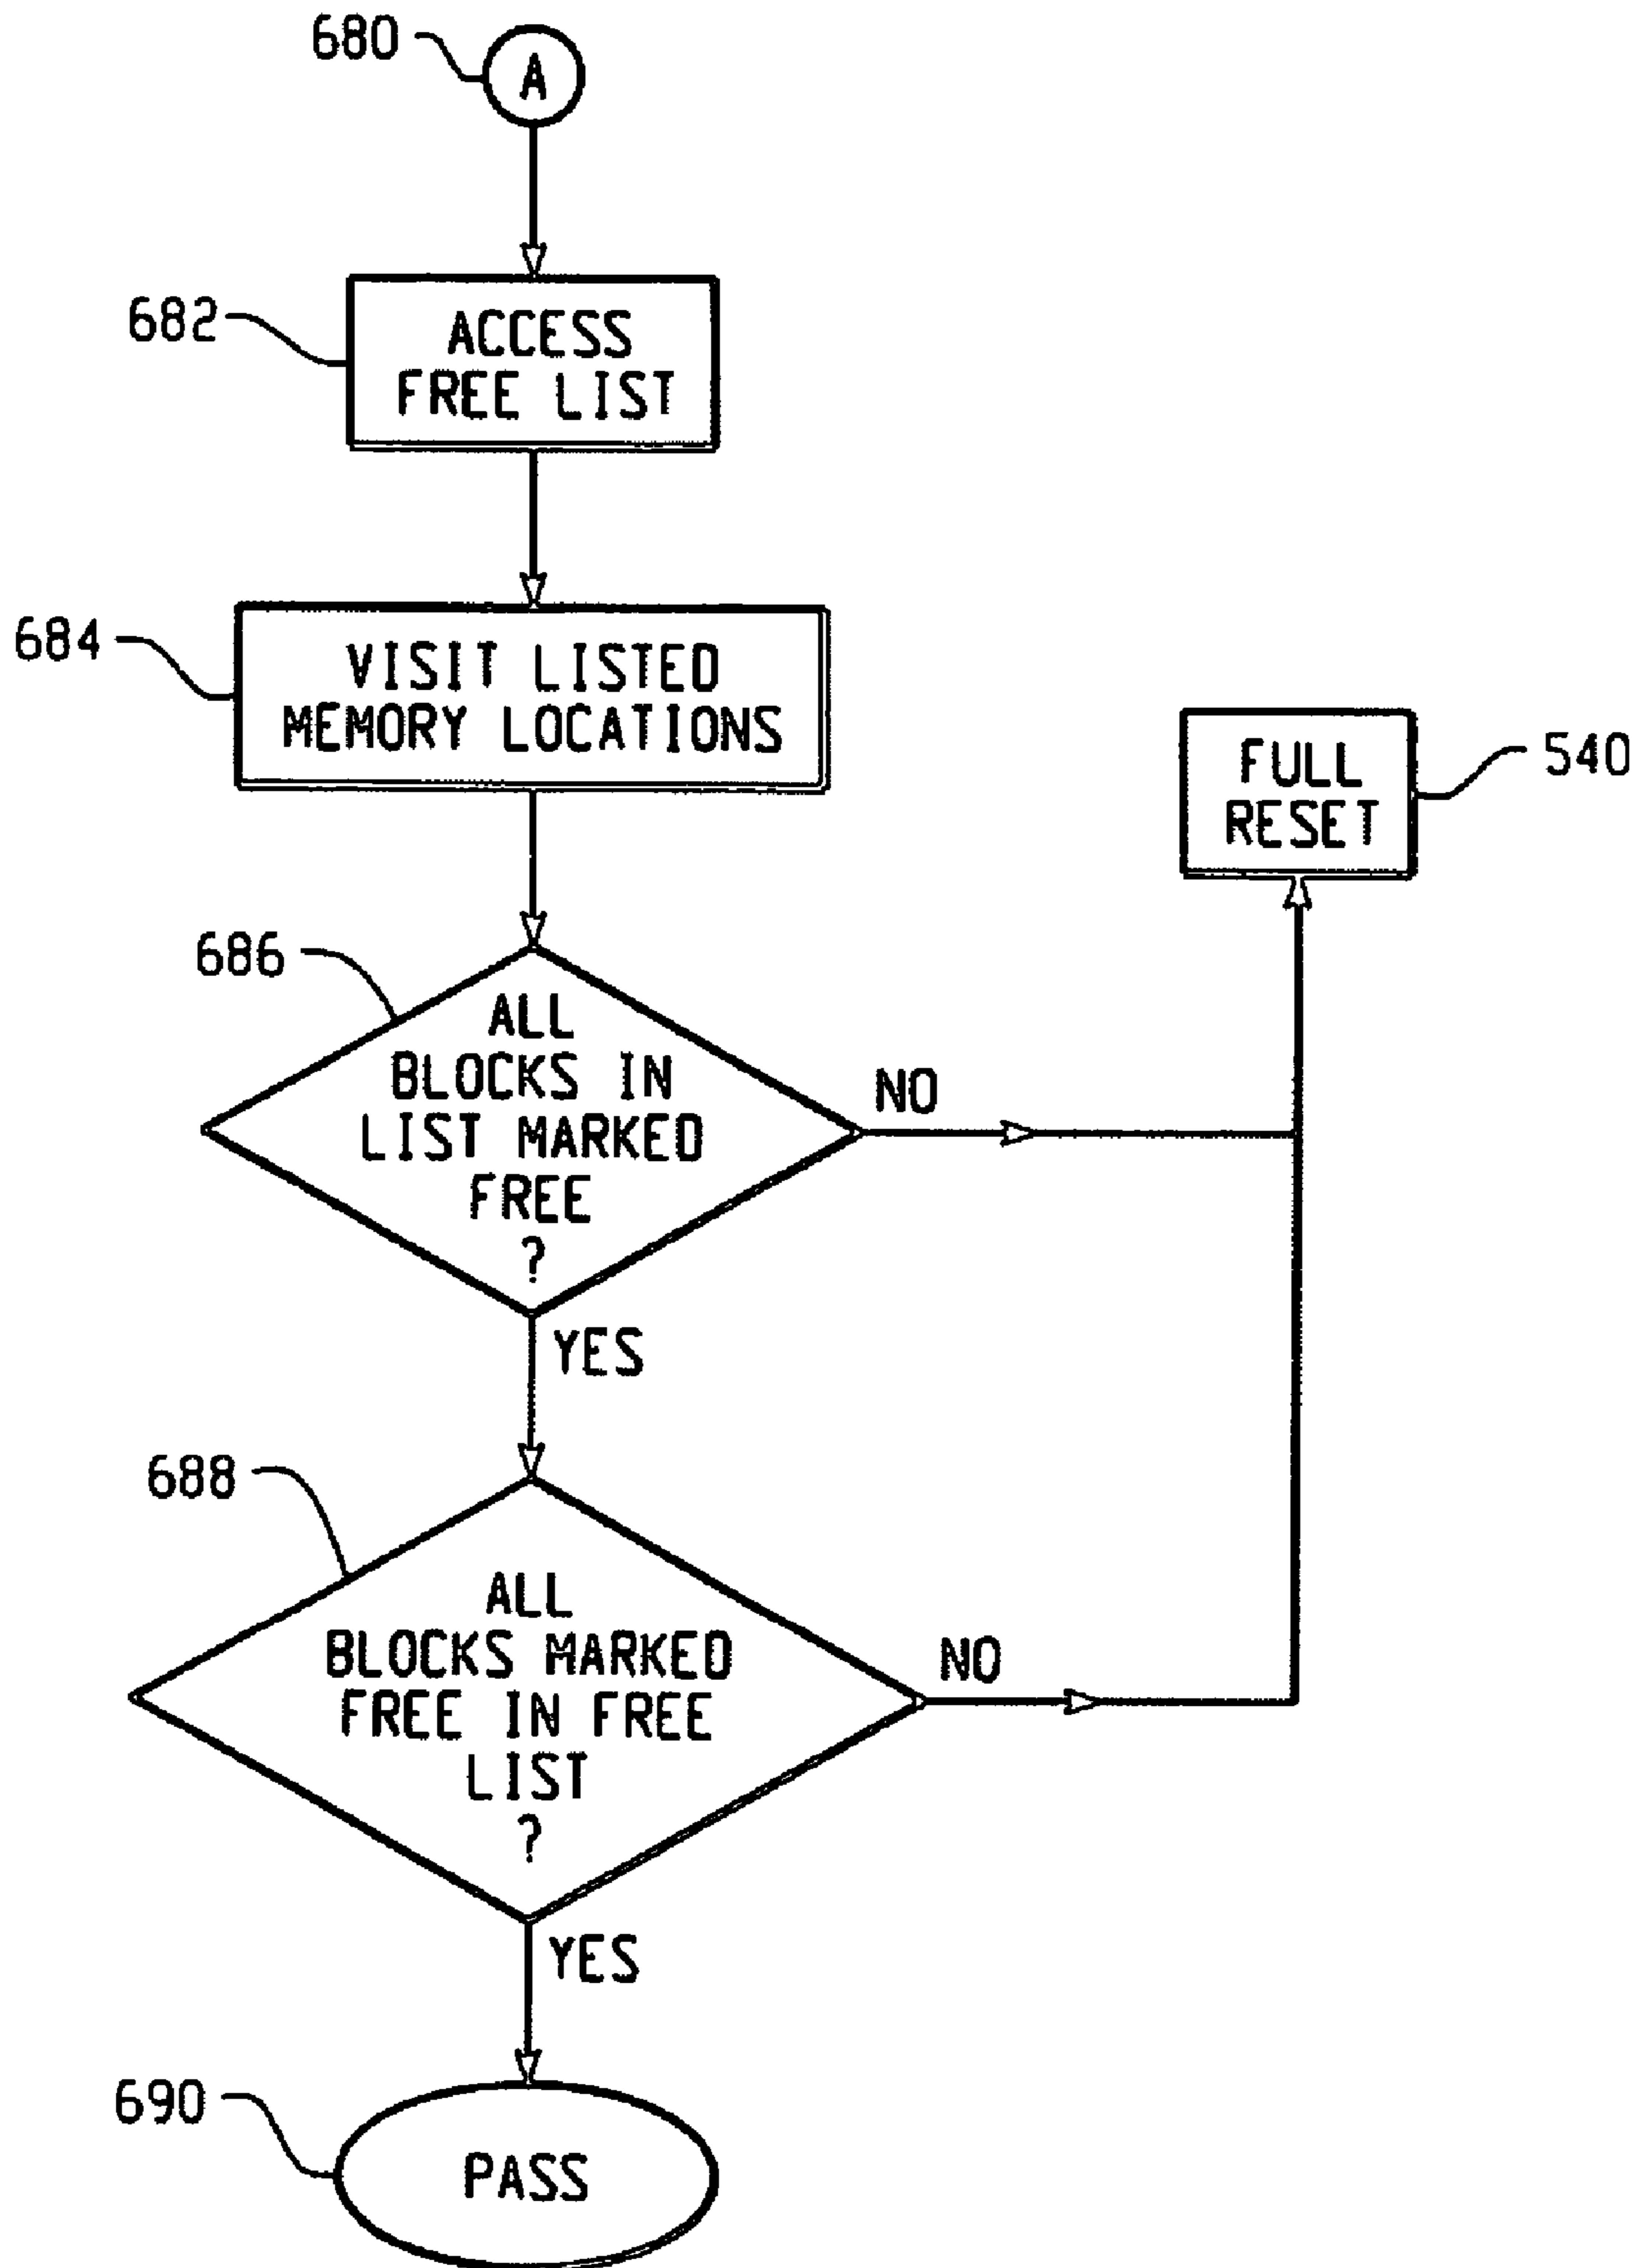 680
A
682
ACCESS
FREE LIST
684
VISIT LISTED
MEMORY LOCATIONS
FULL
RESET
540
686
ALL
BLOCKS IN
LIST MARKED
FREE
?
NO
YES
688
ALL
BLOCKS MARKED
FREE IN FREE
LIST
?
NO
YES
690
PASS